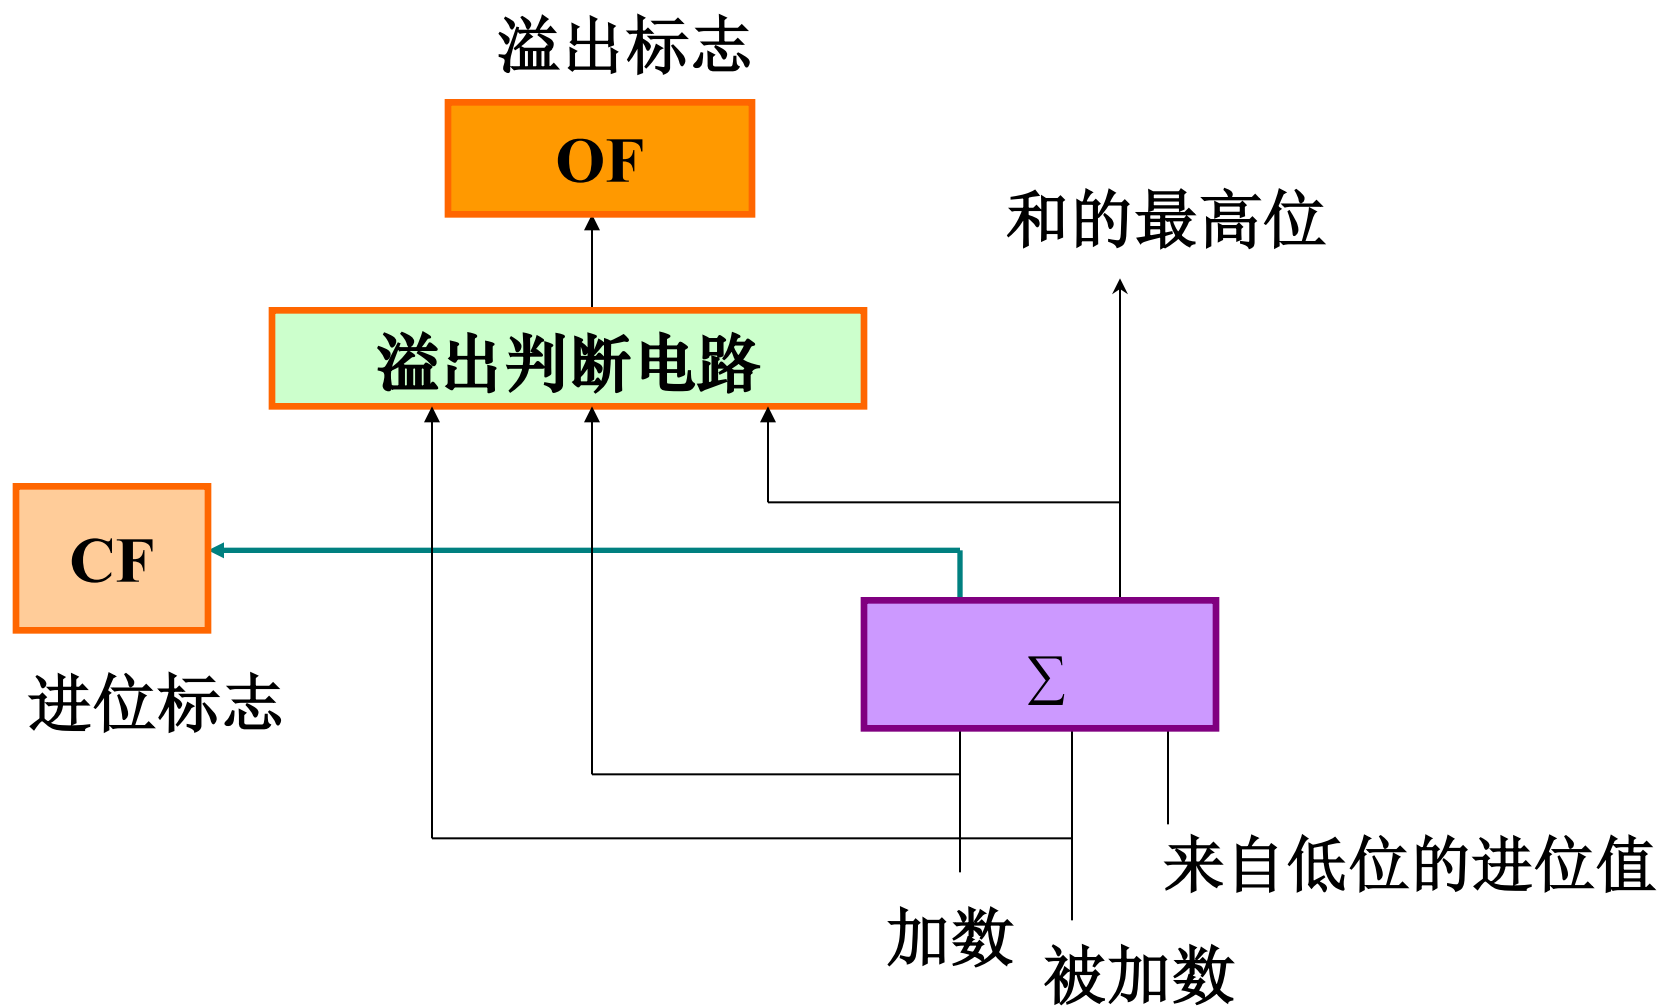 溢出标志
OF
和的最高位
溢出判断电路
CF
进位标志
∑
来自低位的进位值
加数
被加数